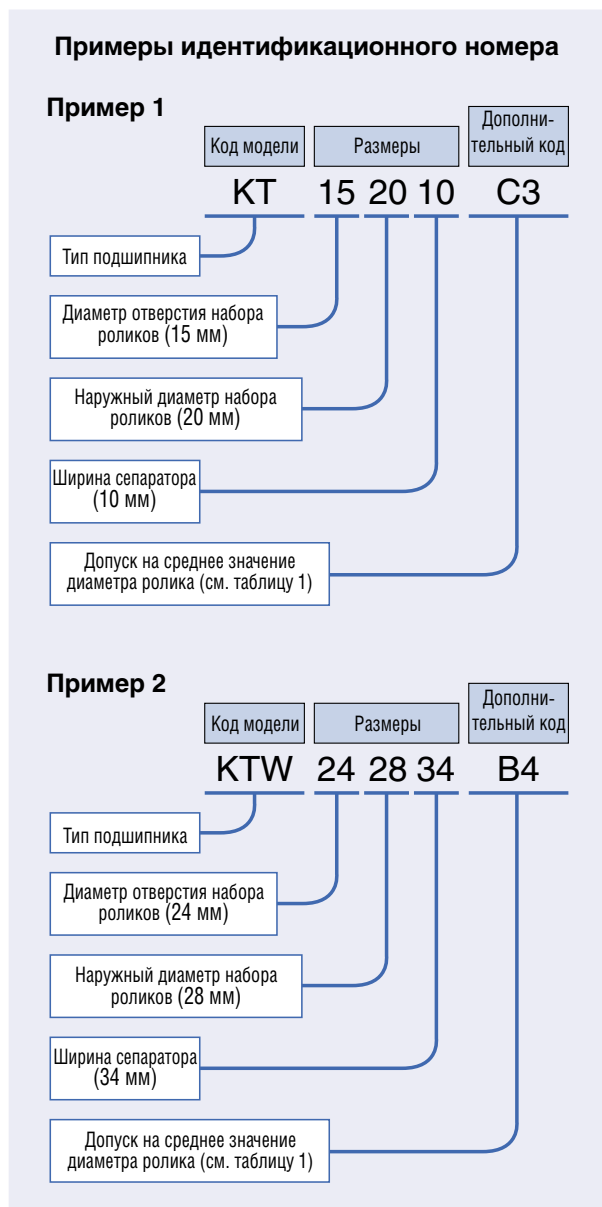 Примеры идентификационного номера
Пример 1
Код модели
Размеры
Дополни-
тельный код
KT 15 20 10 C3
Тип подшипника
Диаметр отверстия набора
роликов (15 мм)
Наружный диаметр набора
роликов (20 мм)
Ширина сепаратора
(10 мм)
Допуск на среднее значение
диаметра ролика (см. таблицу 1)
Пример 2
Код модели
Размеры
Дополни-
тельный код
KTW 24 28 34 B4
Тип подшипника
Диаметр отверстия набора
роликов (24 мм)
Наружный диаметр набора
роликов (28 мм)
Ширина сепаратора
(34 мм)
Допуск на среднее значение
диаметра ролика (см. таблицу 1)